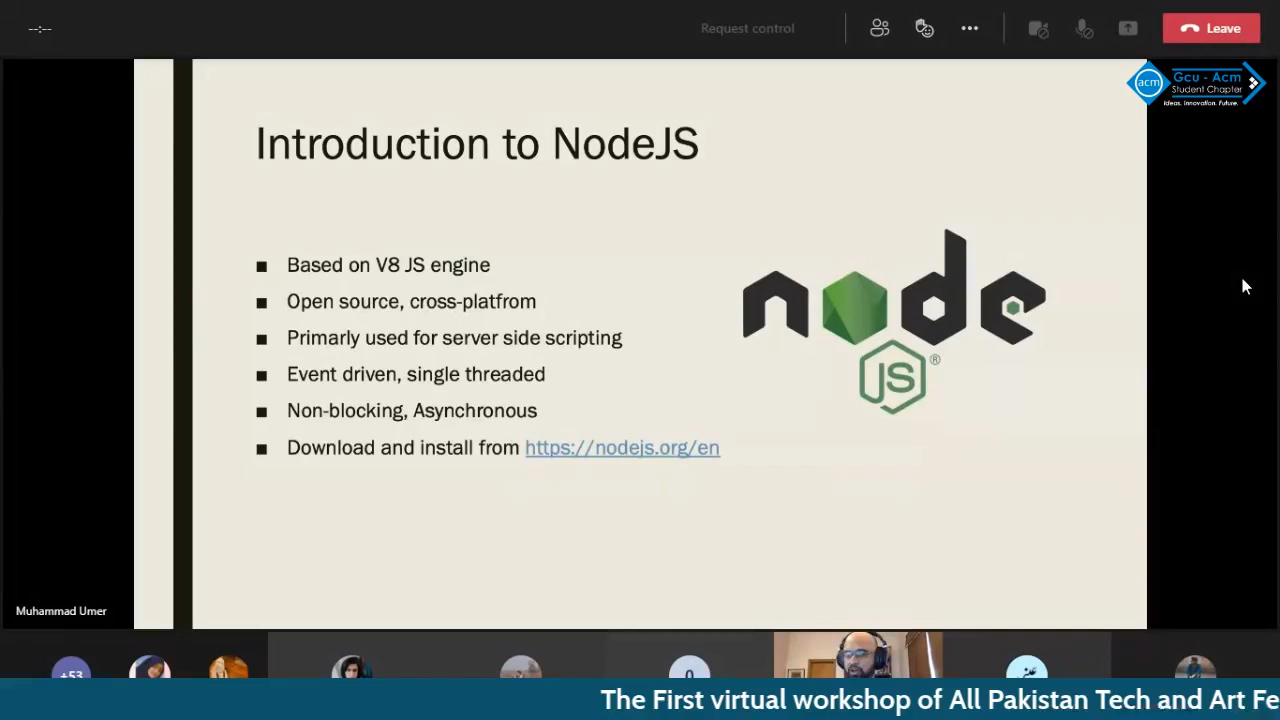 --:--
Request control
Leave
acm
Gcu - Acm
Student Chapter
Ideas. Innovation. Future.
Introduction to NodeJS
Based on V8 JS engine
Open source, cross-platfrom
Primarly used for server side scripting
Event driven, single threaded
Non-blocking, Asynchronous
Download and install from https://nodejs.org/en
node
JS®
Muhammad Umer
+53
The First virtual workshop of All Pakistan Tech and Art Fe